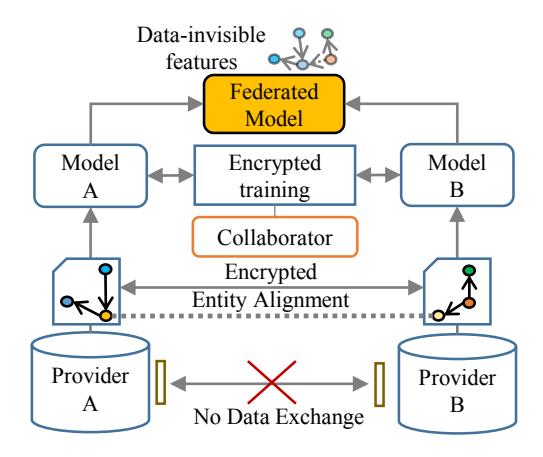 Data-invisible
features
Federated
Model
Model
A
Encrypted
training
Model
B
Collaborator
Encrypted
Entity Alignment
Provider
A
Provider
B
No Data Exchange